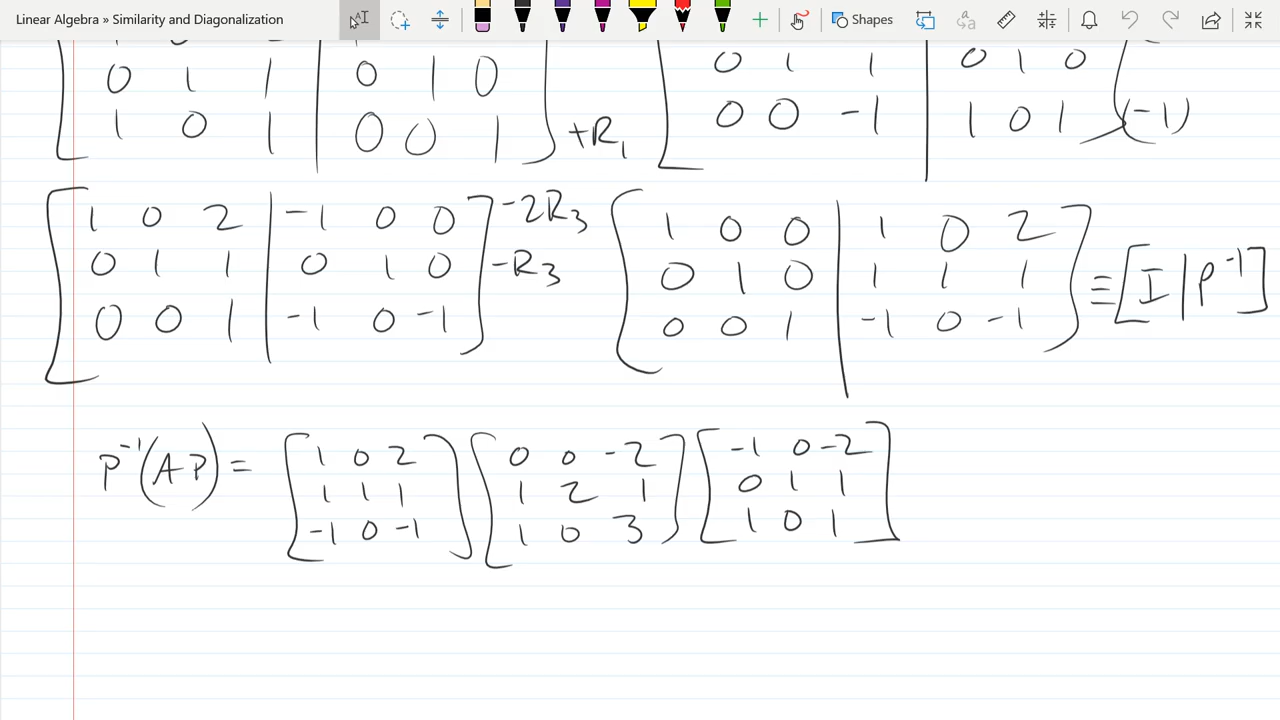 Linear Algebra » Similarity and Diagonalization
Shapes
0 1 1 | 0 1 0
1 0 1 | 0 0 1 ] +R₁
0 1 1 | 0 1 0
0 0 -1 | 1 0 1 ] (-1)
[ 1 0 2 | -1 0 0 ] -2R₃
0 1 1 | 0 1 0 -R₃
0 0 1 | -1 0 -1
[ 1 0 0 | 1 0 2 ]
0 1 0 | 1 1 1 ≡ [I | P⁻¹]
0 0 1 | -1 0 -1
P⁻¹(AP) =
[ 1 0 2 ] [ 0 0 -2 ] [ -1 0 -2 ]
1 1 1 1 2 1 0 1 1
-1 0 -1 1 0 3 1 0 1